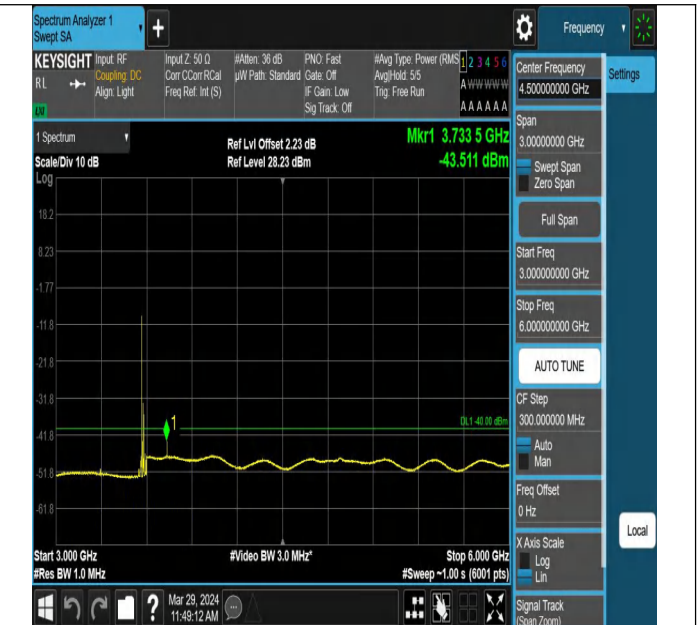 Spectrum Analyzer 1
Swept SA
Frequency
KEYSIGHT
RL
Input: RF
Coupling: DC
Align: Light
Input Z: 50 Ω
Corr CCorr RCal
Freq Ref: Int (S)
#Atten: 36 dB
µW Path: Standard
PNO: Fast
Gate: Off
IF Gain: Low
Sig Track: Off
#Avg Type: Power (RMS
Avg|Hold: 5/5
Trig: Free Run
1 2 3 4 5 6
A W W W W W
A A A A A A
1 Spectrum
Scale/Div 10 dB
Log
Ref Lvl Offset 2.23 dB
Ref Level 28.23 dBm
Mkr1 3.733 5 GHz
-43.511 dBm
18.2
8.23
-1.77
-11.8
-21.8
-31.8
-41.8
-51.8
-61.8
1
DL1 -40.00 dBm
Start 3.000 GHz
#Res BW 1.0 MHz
#Video BW 3.0 MHz*
Stop 6.000 GHz
#Sweep ~1.00 s (6001 pts)
Center Frequency
4.500000000 GHz
Settings
Span
3.00000000 GHz
Swept Span
Zero Span
Full Span
Start Freq
3.000000000 GHz
Stop Freq
6.000000000 GHz
AUTO TUNE
CF Step
300.000000 MHz
Auto
Man
Freq Offset
0 Hz
X Axis Scale
Log
Lin
Signal Track
(Span Zoom)
Local
?
Mar 29, 2024
11:49:12 AM